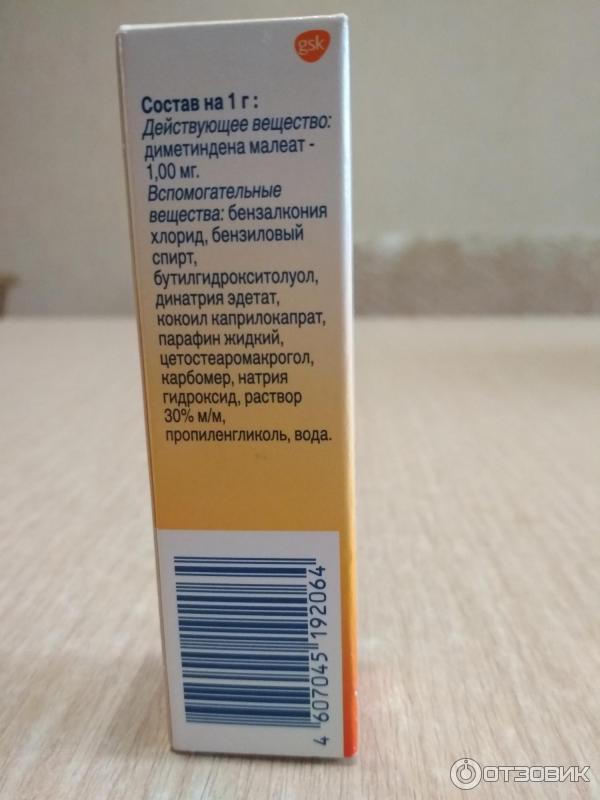 gsk
Состав на 1 г :
Действующее вещество:
диметиндена малеат -
1,00 мг.
Вспомогательные
вещества: бензалкония
хлорид, бензиловый
спирт,
бутилгидрокситолуол,
динатрия эдетат,
кокоил каприлокапрат,
парафин жидкий,
цетостеаромакрогол,
карбомер, натрия
гидроксид, раствор
30% м/м,
пропиленгликоль, вода.
4 607045 192064
ОТЗОВИК